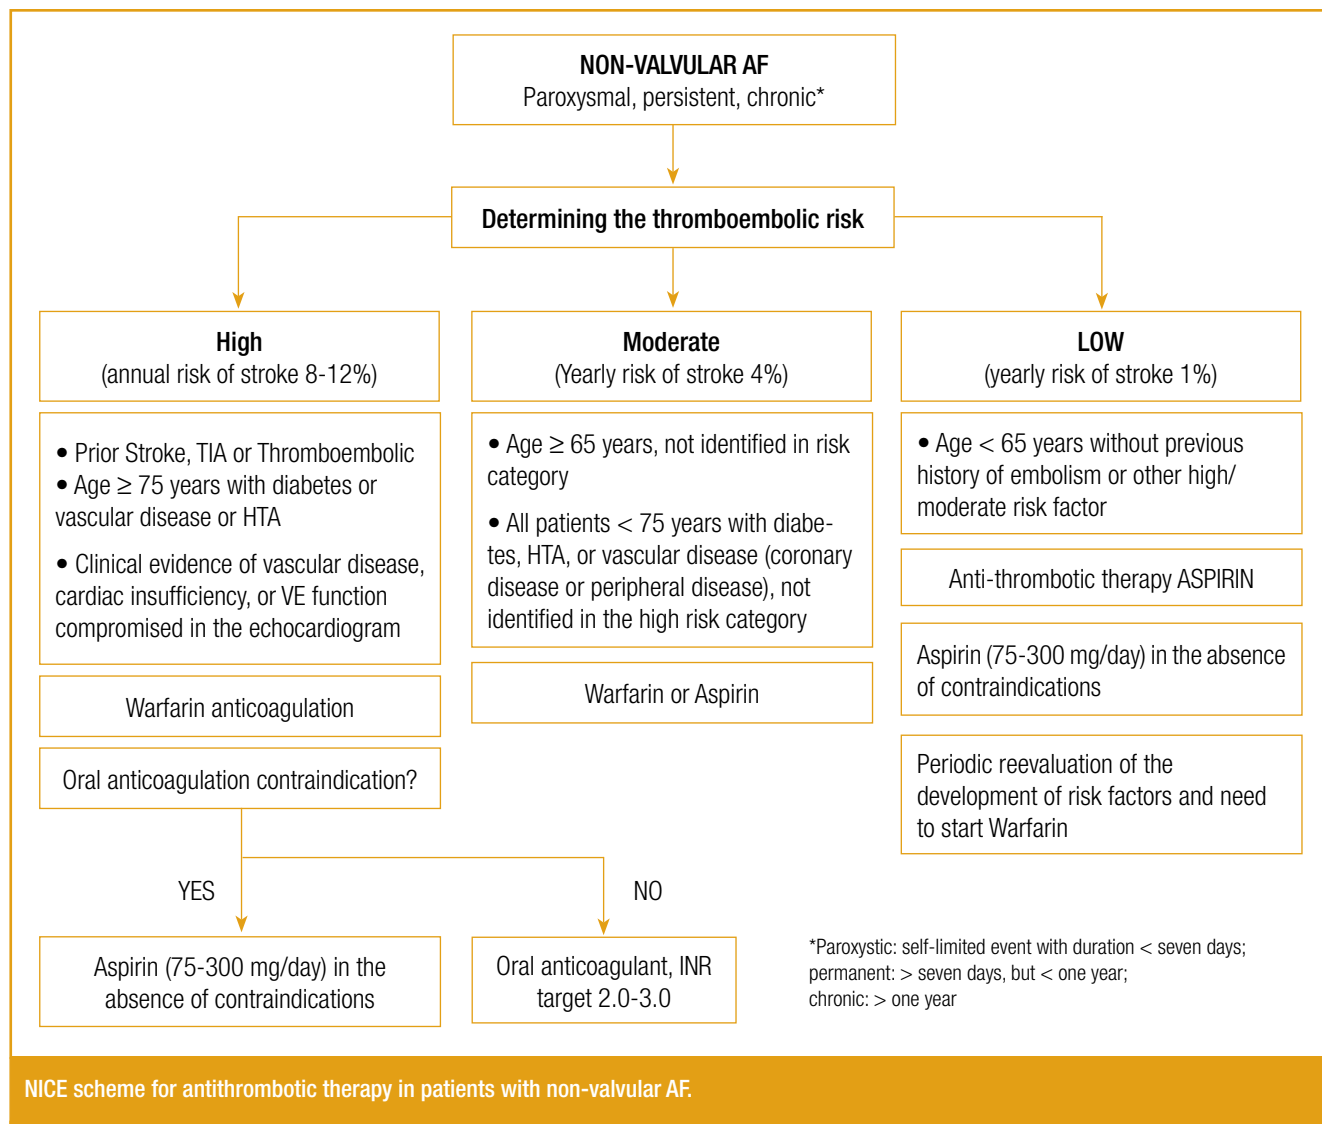 NON-VALVULAR AF
Paroxysmal, persistent, chronic*
Determining the thromboembolic risk
High
(annual risk of stroke 8-12%)
• Prior Stroke, TIA or Thromboembolic
• Age ≥ 75 years with diabetes or
vascular disease or HTA
• Clinical evidence of vascular disease,
cardiac insufficiency, or VE function
compromised in the echocardiogram
Warfarin anticoagulation
Oral anticoagulation contraindication?
YES
NO
Aspirin (75-300 mg/day) in the
absence of contraindications
Oral anticoagulant, INR
target 2.0-3.0
Moderate
(Yearly risk of stroke 4%)
• Age ≥ 65 years, not identified in risk
category
• All patients < 75 years with diabe-
tes, HTA, or vascular disease (coronary
disease or peripheral disease), not
identified in the high risk category
Warfarin or Aspirin
LOW
(yearly risk of stroke 1%)
• Age < 65 years without previous
history of embolism or other high/
moderate risk factor
Anti-thrombotic therapy ASPIRIN
Aspirin (75-300 mg/day) in the absence
of contraindications
Periodic reevaluation of the
development of risk factors and need
to start Warfarin
*Paroxystic: self-limited event with duration < seven days;
permanent: > seven days, but < one year;
chronic: > one year
NICE scheme for antithrombotic therapy in patients with non-valvular AF.